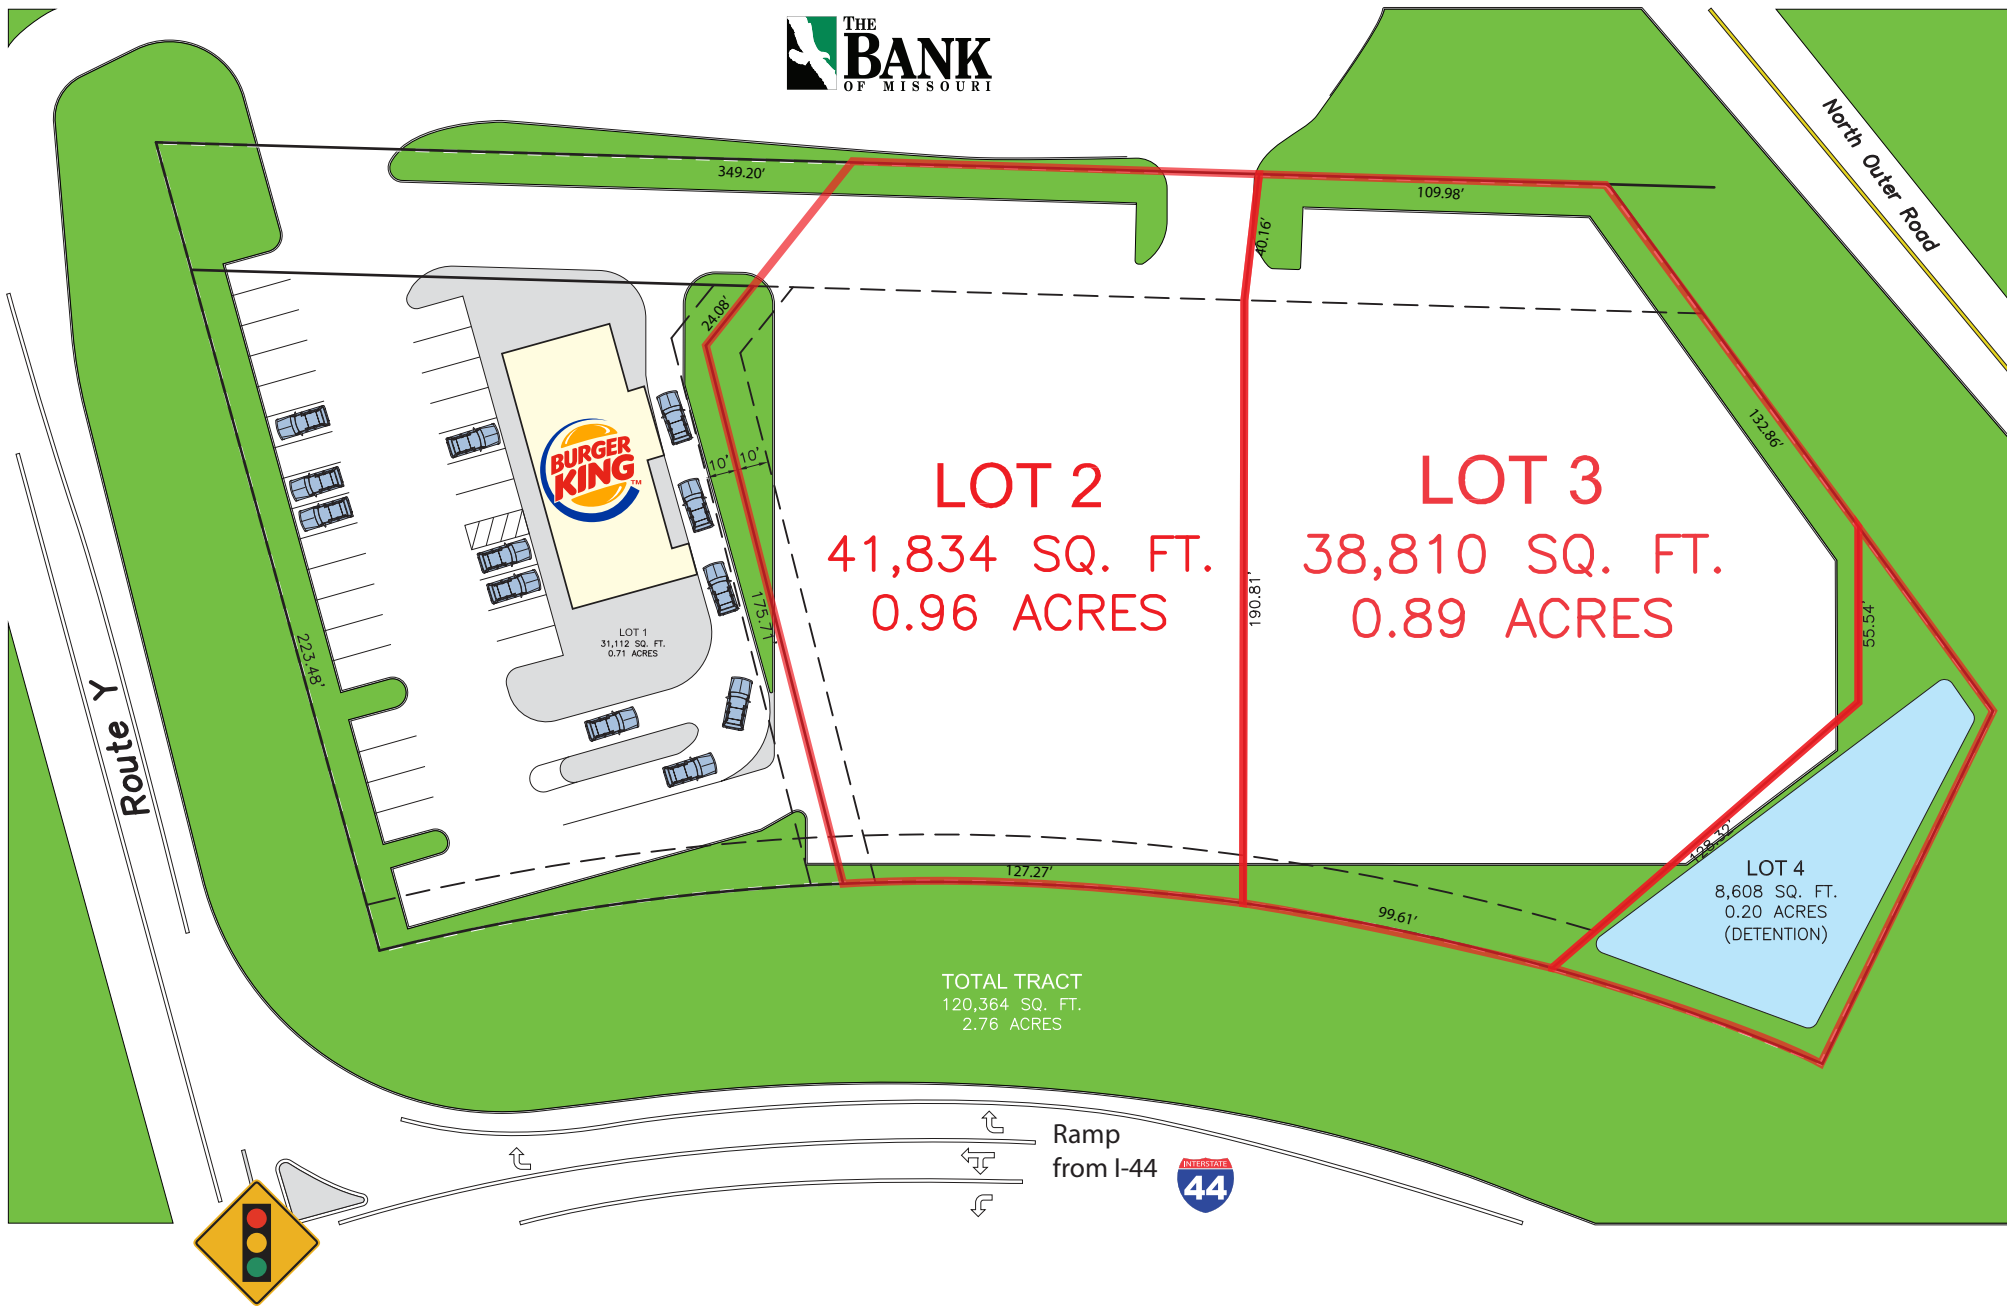 THE
BANK
OF MISSOURI
North Outer Road
349.20'
109.98'
40.16'
24.08'
132.86'
10' 10'
BURGER
KING™
LOT 2
41,834 SQ. FT.
0.96 ACRES
LOT 3
38,810 SQ. FT.
0.89 ACRES
190.81'
175.71'
55.54'
LOT 1
31,112 SQ. FT.
0.71 ACRES
223.48'
Route Y
128.32'
127.27'
99.61'
LOT 4
8,608 SQ. FT.
0.20 ACRES
(DETENTION)
TOTAL TRACT
120,364 SQ. FT.
2.76 ACRES
Ramp
from I-44
INTERSTATE
44